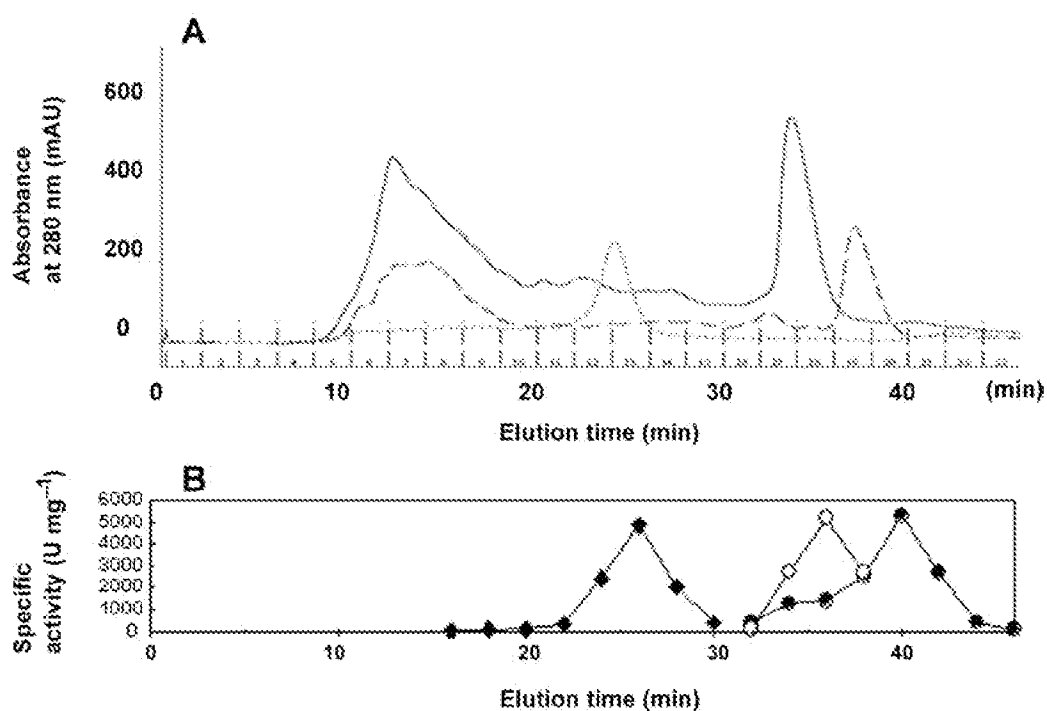 A
Absorbance
at 280 nm (mAU)
600
400
200
0
0 10 20 30 40 (min)
Elution time (min)
B
Specific
activity (U mg⁻¹)
6000
5000
4000
3000
2000
1000
0
0 10 20 30 40
Elution time (min)